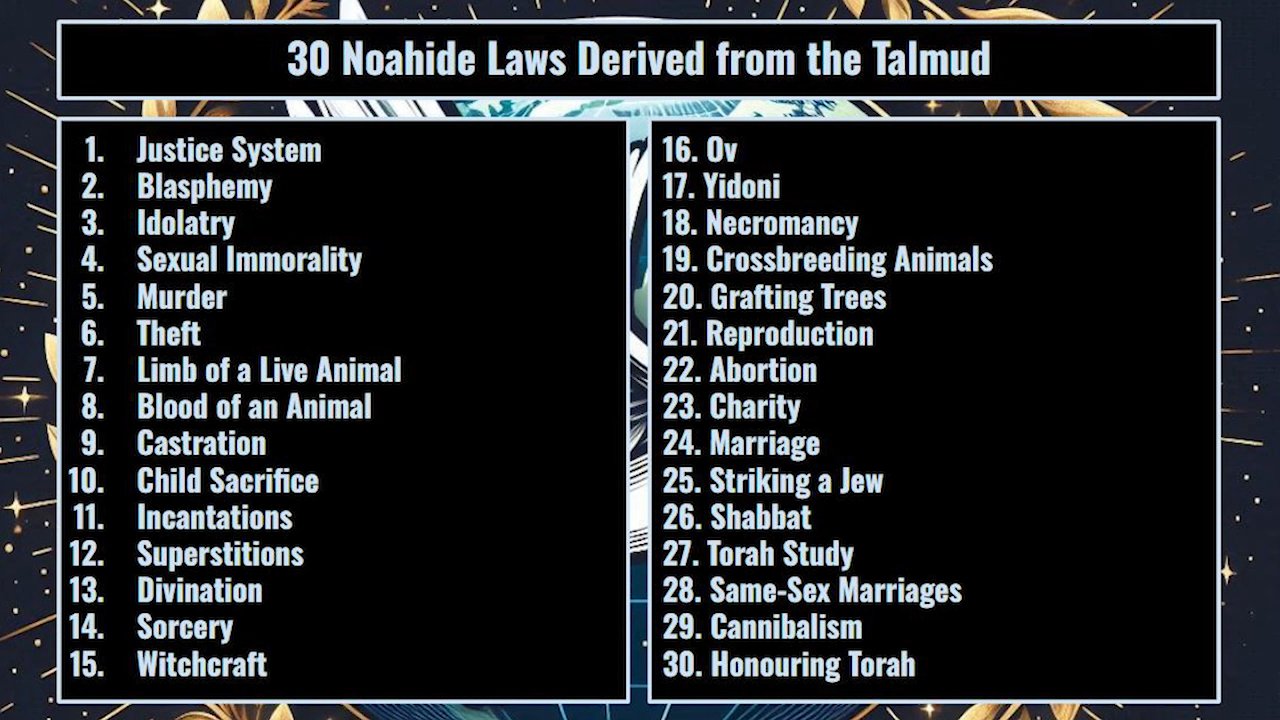 30 Noahide Laws Derived from the Talmud
1. Justice System
2. Blasphemy
3. Idolatry
4. Sexual Immorality
5. Murder
6. Theft
7. Limb of a Live Animal
8. Blood of an Animal
9. Castration
10. Child Sacrifice
11. Incantations
12. Superstitions
13. Divination
14. Sorcery
15. Witchcraft
16. Ov
17. Yidoni
18. Necromancy
19. Crossbreeding Animals
20. Grafting Trees
21. Reproduction
22. Abortion
23. Charity
24. Marriage
25. Striking a Jew
26. Shabbat
27. Torah Study
28. Same-Sex Marriages
29. Cannibalism
30. Honouring Torah